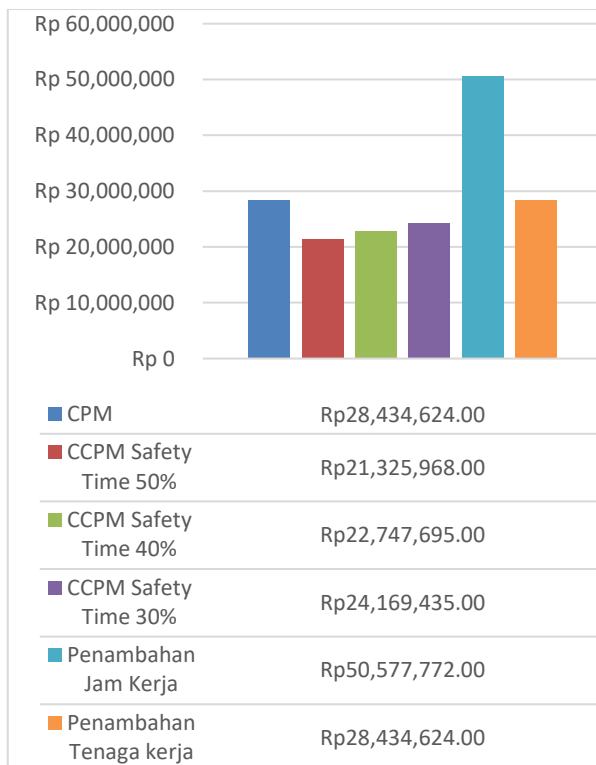 Rp 60,000,000
Rp 50,000,000
Rp 40,000,000
Rp 30,000,000
Rp 20,000,000
Rp 10,000,000
Rp 0
CPM
Rp28,434,624.00
CCPM Safety
Time 50%
Rp21,325,968.00
CCPM Safety
Time 40%
Rp22,747,695.00
CCPM Safety
Time 30%
Rp24,169,435.00
Penambahan
Jam Kerja
Rp50,577,772.00
Penambahan
Tenaga kerja
Rp28,434,624.00